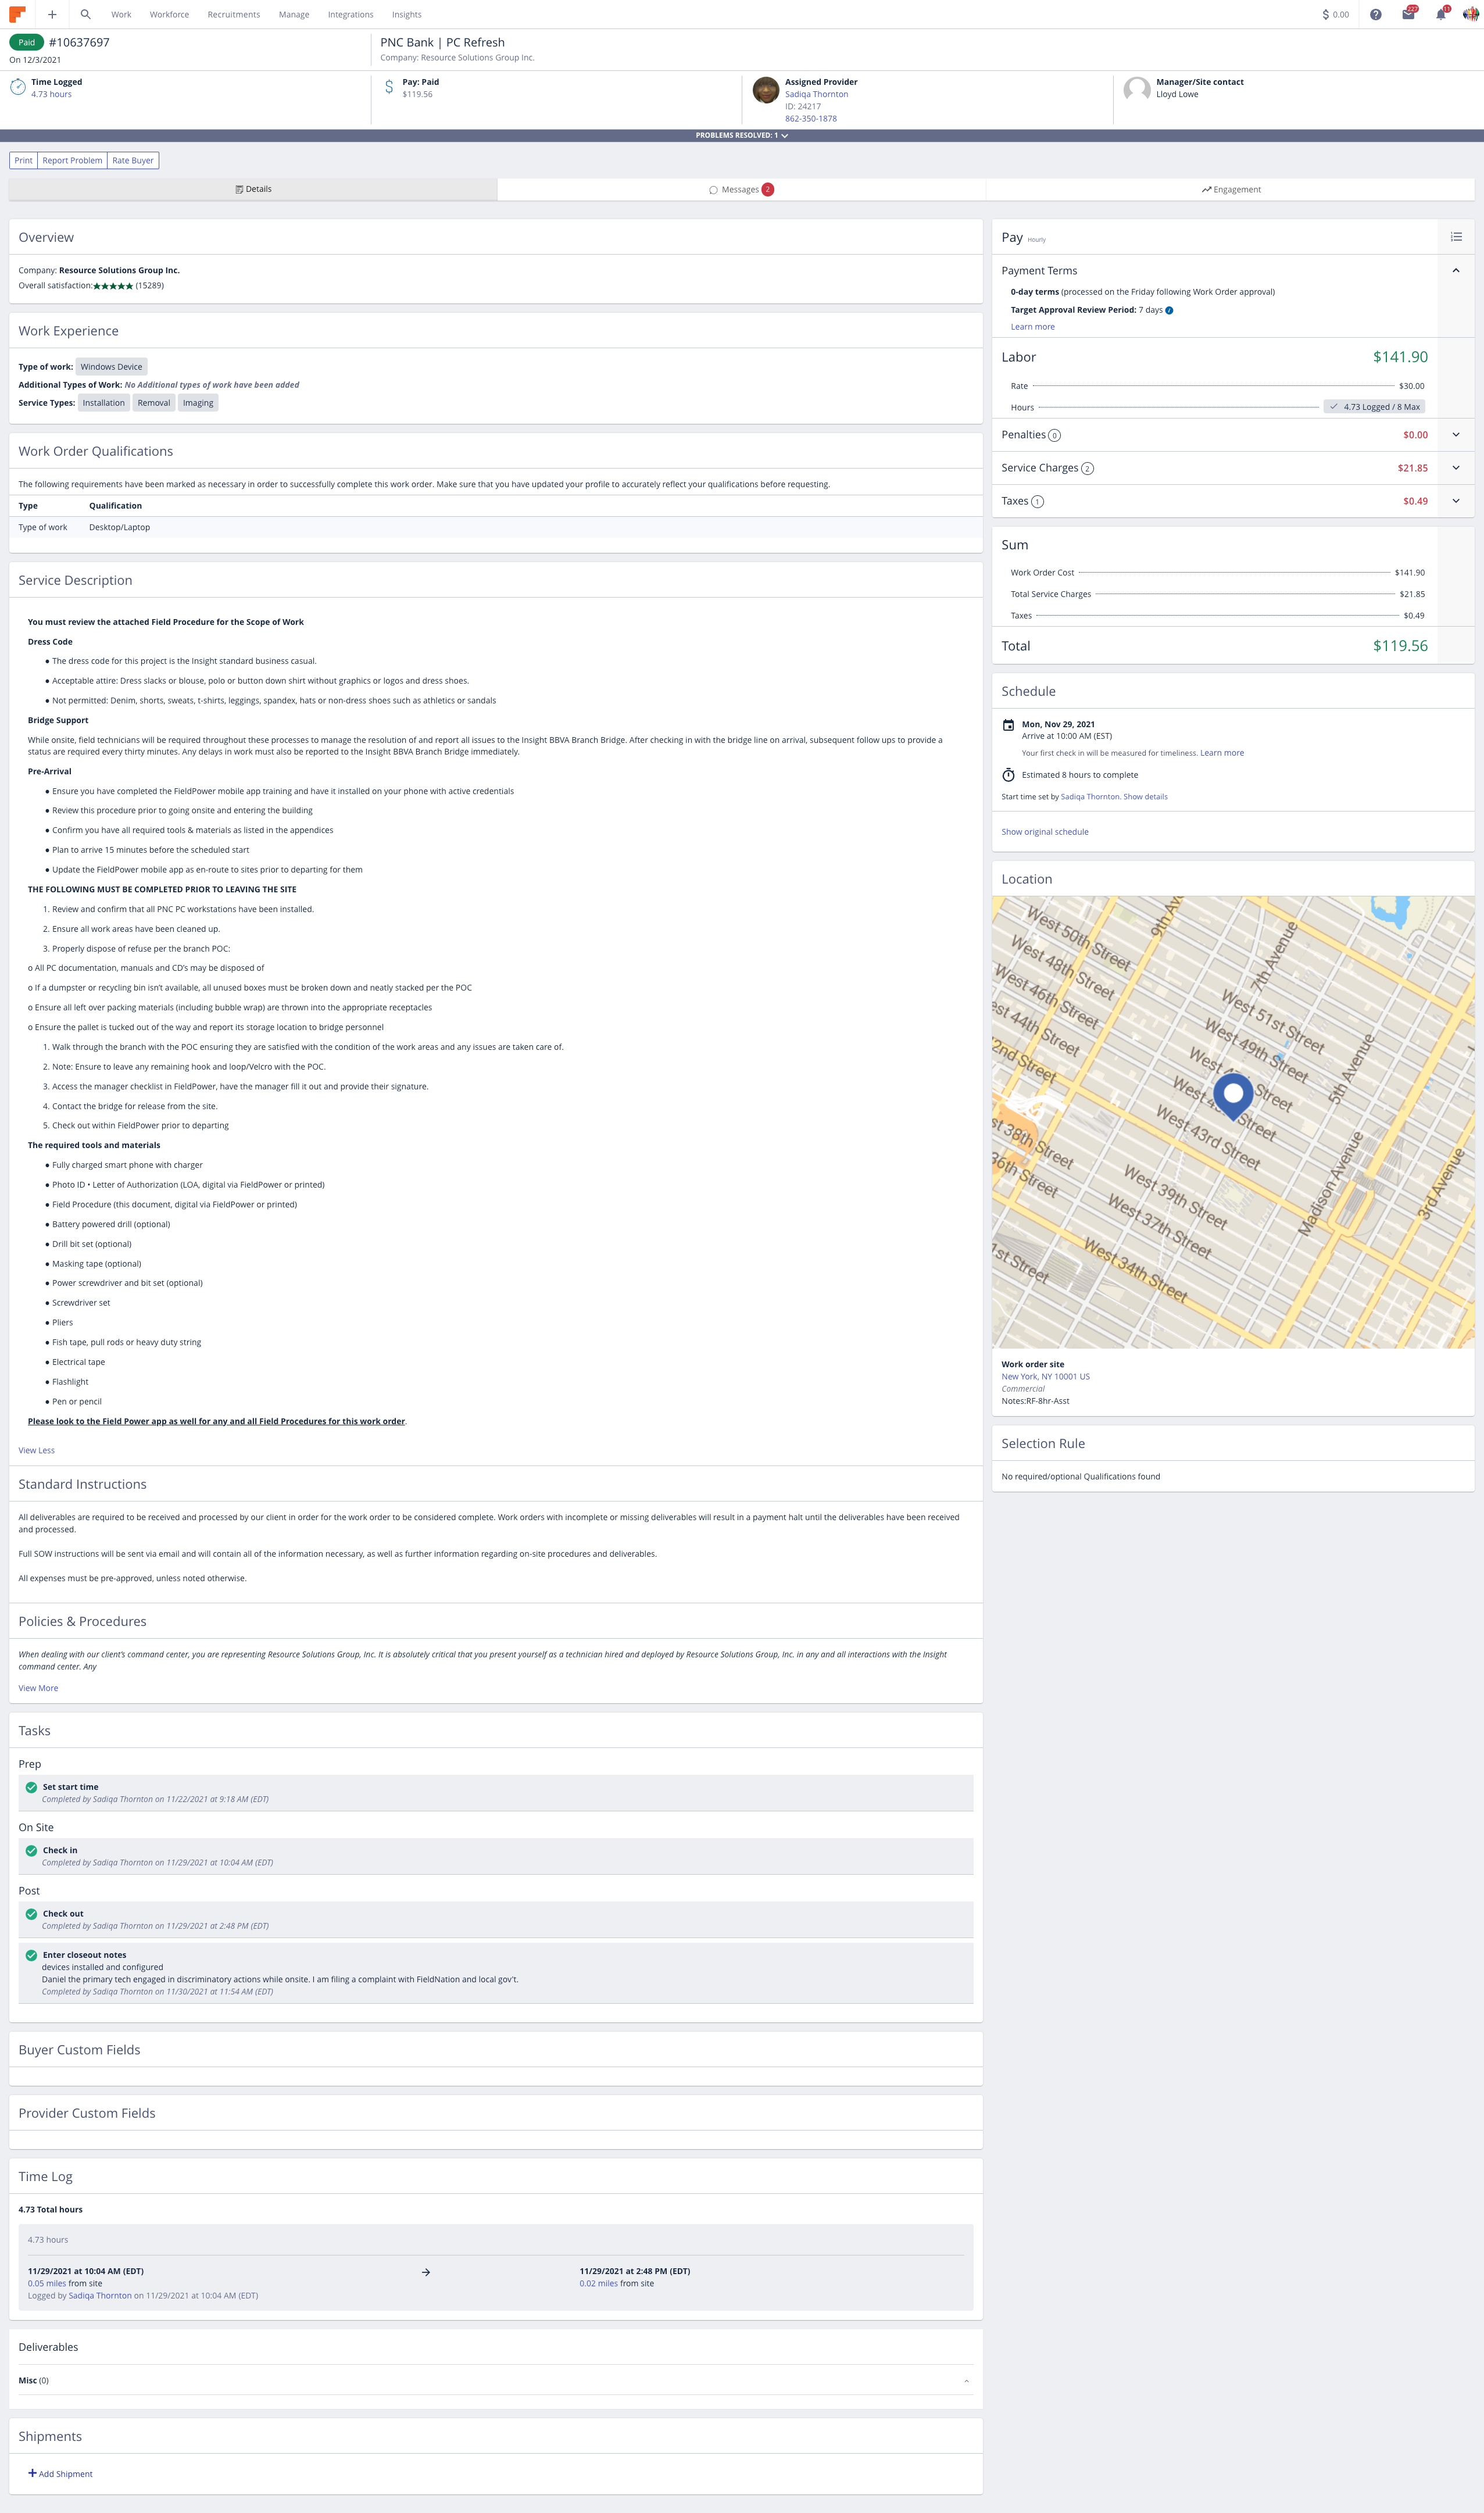 Work Workforce Recruitments Manage Integrations Insights
$ 0.00
227
11
Paid #10637697
On 12/3/2021
PNC Bank | PC Refresh
Company: Resource Solutions Group Inc.
Time Logged
4.73 hours
Pay: Paid
$119.56
Assigned Provider
Sadiqa Thornton
ID: 24217
862-350-1878
Manager/Site contact
Lloyd Lowe
PROBLEMS RESOLVED: 1
Print Report Problem Rate Buyer
Details
Messages 2
Engagement
Overview
Company: Resource Solutions Group Inc.
Overall satisfaction:★★★★★ (15289)
Work Experience
Type of work: Windows Device
Additional Types of Work: No Additional types of work have been added
Service Types: Installation Removal Imaging
Work Order Qualifications
The following requirements have been marked as necessary in order to successfully complete this work order. Make sure that you have updated your profile to accurately reflect your qualifications before requesting.
Type Qualification
Type of work Desktop/Laptop
Service Description
You must review the attached Field Procedure for the Scope of Work
Dress Code
● The dress code for this project is the Insight standard business casual.
● Acceptable attire: Dress slacks or blouse, polo or button down shirt without graphics or logos and dress shoes.
● Not permitted: Denim, shorts, sweats, t-shirts, leggings, spandex, hats or non-dress shoes such as athletics or sandals
Bridge Support
While onsite, field technicians will be required throughout these processes to manage the resolution of and report all issues to the Insight BBVA Branch Bridge. After checking in with the bridge line on arrival, subsequent follow ups to provide a
status are required every thirty minutes. Any delays in work must also be reported to the Insight BBVA Branch Bridge immediately.
Pre-Arrival
● Ensure you have completed the FieldPower mobile app training and have it installed on your phone with active credentials
● Review this procedure prior to going onsite and entering the building
● Confirm you have all required tools & materials as listed in the appendices
● Plan to arrive 15 minutes before the scheduled start
● Update the FieldPower mobile app as en-route to sites prior to departing for them
THE FOLLOWING MUST BE COMPLETED PRIOR TO LEAVING THE SITE
1. Review and confirm that all PNC PC workstations have been installed.
2. Ensure all work areas have been cleaned up.
3. Properly dispose of refuse per the branch POC:
o All PC documentation, manuals and CD's may be disposed of
o If a dumpster or recycling bin isn't available, all unused boxes must be broken down and neatly stacked per the POC
o Ensure all left over packing materials (including bubble wrap) are thrown into the appropriate receptacles
o Ensure the pallet is tucked out of the way and report its storage location to bridge personnel
1. Walk through the branch with the POC ensuring they are satisfied with the condition of the work areas and any issues are taken care of.
2. Note: Ensure to leave any remaining hook and loop/Velcro with the POC.
3. Access the manager checklist in FieldPower, have the manager fill it out and provide their signature.
4. Contact the bridge for release from the site.
5. Check out within FieldPower prior to departing
The required tools and materials
● Fully charged smart phone with charger
● Photo ID • Letter of Authorization (LOA, digital via FieldPower or printed)
● Field Procedure (this document, digital via FieldPower or printed)
● Battery powered drill (optional)
● Drill bit set (optional)
● Masking tape (optional)
● Power screwdriver and bit set (optional)
● Screwdriver set
● Pliers
● Fish tape, pull rods or heavy duty string
● Electrical tape
● Flashlight
● Pen or pencil
Please look to the Field Power app as well for any and all Field Procedures for this work order.
View Less
Standard Instructions
All deliverables are required to be received and processed by our client in order for the work order to be considered complete. Work orders with incomplete or missing deliverables will result in a payment halt until the deliverables have been received
and processed.
Full SOW instructions will be sent via email and will contain all of the information necessary, as well as further information regarding on-site procedures and deliverables.
All expenses must be pre-approved, unless noted otherwise.
Policies & Procedures
When dealing with our client's command center, you are representing Resource Solutions Group, Inc. It is absolutely critical that you present yourself as a technician hired and deployed by Resource Solutions Group, Inc. in any and all interactions with the Insight
command center. Any
View More
Tasks
Prep
Set start time
Completed by Sadiqa Thornton on 11/22/2021 at 9:18 AM (EDT)
On Site
Check in
Completed by Sadiqa Thornton on 11/29/2021 at 10:04 AM (EDT)
Post
Check out
Completed by Sadiqa Thornton on 11/29/2021 at 2:48 PM (EDT)
Enter closeout notes
devices installed and configured
Daniel the primary tech engaged in discriminatory actions while onsite. I am filing a complaint with FieldNation and local gov't.
Completed by Sadiqa Thornton on 11/30/2021 at 11:54 AM (EDT)
Buyer Custom Fields
Provider Custom Fields
Time Log
4.73 Total hours
4.73 hours
11/29/2021 at 10:04 AM (EDT) → 11/29/2021 at 2:48 PM (EDT)
0.05 miles from site 0.02 miles from site
Logged by Sadiqa Thornton on 11/29/2021 at 10:04 AM (EDT)
Deliverables
Misc (0)
Shipments
+ Add Shipment
Pay Hourly
Payment Terms
0-day terms (processed on the Friday following Work Order approval)
Target Approval Review Period: 7 days
Learn more
Labor $141.90
Rate $30.00
Hours 4.73 Logged / 8 Max
Penalties 0 $0.00
Service Charges 2 $21.85
Taxes 1 $0.49
Sum
Work Order Cost $141.90
Total Service Charges $21.85
Taxes $0.49
Total $119.56
Schedule
Mon, Nov 29, 2021
Arrive at 10:00 AM (EST)
Your first check in will be measured for timeliness. Learn more
Estimated 8 hours to complete
Start time set by Sadiqa Thornton. Show details
Show original schedule
Location
West 50th Street
9th Ave
West 48th Street
7th Avenue
West 46th Street
West 51st Street
est 44th Street
West 49th Street
2nd Street
5th Avenue
Street
West 43rd Street
st 38th Street
36th Street
West 39th Street
Madison Avenue
3rd Avenue
West 37th Street
1st Street
West 34th Street
Work order site
New York, NY 10001 US
Commercial
Notes:RF-8hr-Asst
Selection Rule
No required/optional Qualifications found